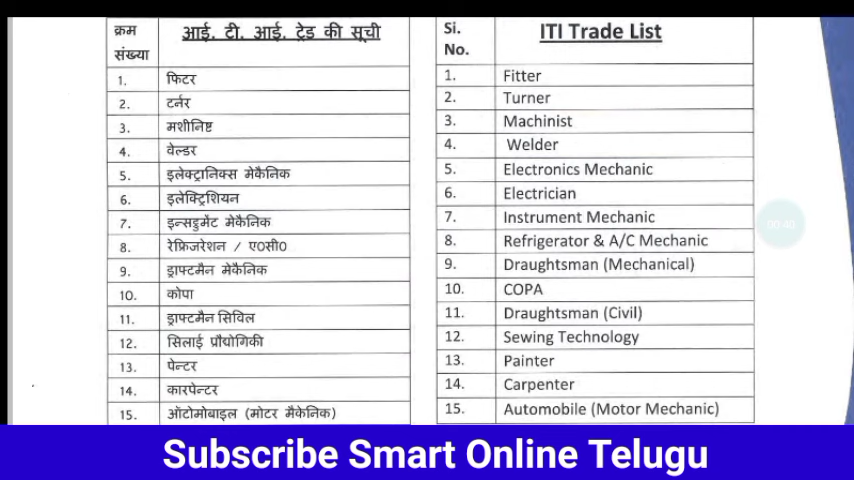 क्रम संख्या आई. टी. आई. ट्रेड की सूची
1. फिटर
2. टर्नर
3. मशीनिष्ट
4. वेल्डर
5. इलेक्ट्रानिक्स मेकैनिक
6. इलेक्ट्रिशियन
7. इन्सट्रुमेंट मेकैनिक
8. रेफ्रिजरेशन / ए0सी0
9. ड्राफ्टमैन मेकैनिक
10. कोपा
11. ड्राफ्टमैन सिविल
12. सिलाई प्रौद्योगिकी
13. पेन्टर
14. कारपेन्टर
15. ऑटोमोबाइल (मोटर मैकेनिक)
Si. No. ITI Trade List
1. Fitter
2. Turner
3. Machinist
4. Welder
5. Electronics Mechanic
6. Electrician
7. Instrument Mechanic
8. Refrigerator & A/C Mechanic
9. Draughtsman (Mechanical)
10. COPA
11. Draughtsman (Civil)
12. Sewing Technology
13. Painter
14. Carpenter
15. Automobile (Motor Mechanic)
Subscribe Smart Online Telugu